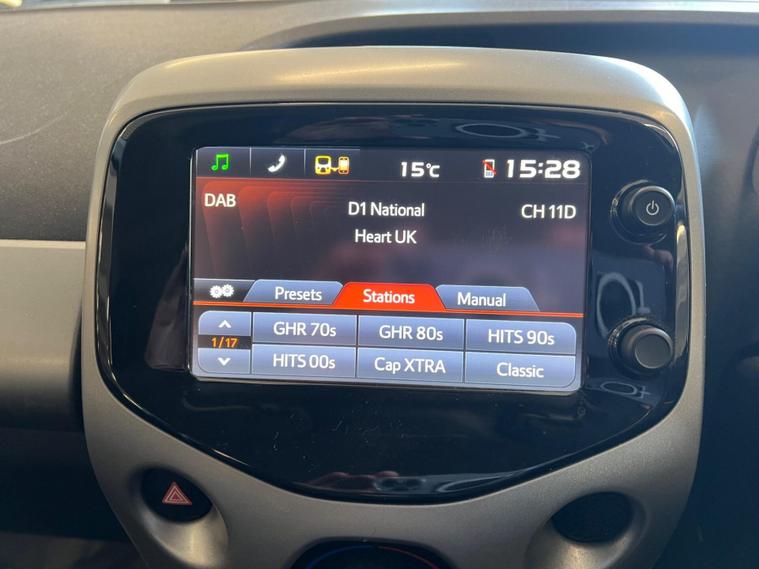 15°C 15:28
DAB D1 National CH 11D
Heart UK
Presets Stations Manual
GHR 70s GHR 80s HITS 90s
1/17
HITS 00s Cap XTRA Classic